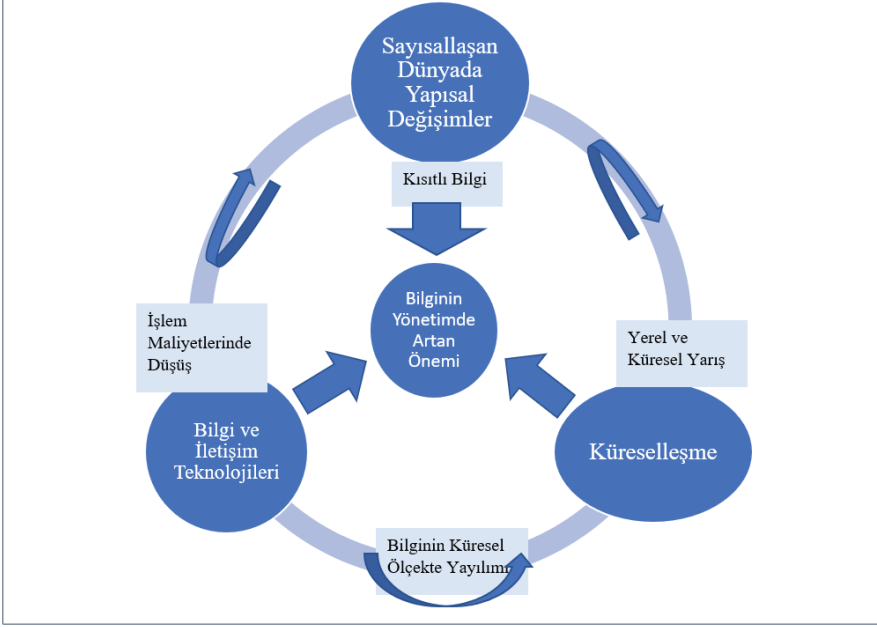 Sayısallaşan
Dünyada
Yapısal
Değişimler
Kısıtlı Bilgi
Bilginin
Yönetimde
Artan
Önemi
İşlem
Maliyetlerinde
Düşüş
Yerel ve
Küresel Yarış
Bilgi ve
İletişim
Teknolojileri
Küreselleşme
Bilginin Küresel
Ölçekte Yayılımı